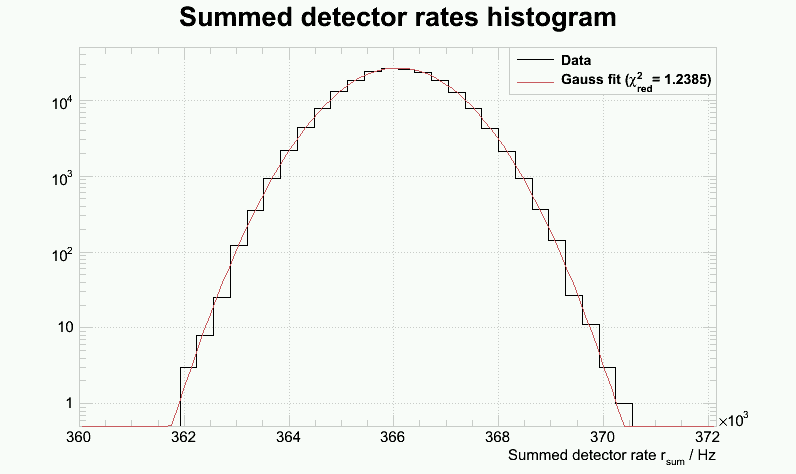 Summed detector rates histogram
Data
Gauss fit (χ²red = 1.2385)
10⁴
10³
10²
10
1
360 362 364 366 368 370 372
×10³
Summed detector rate rsum / Hz